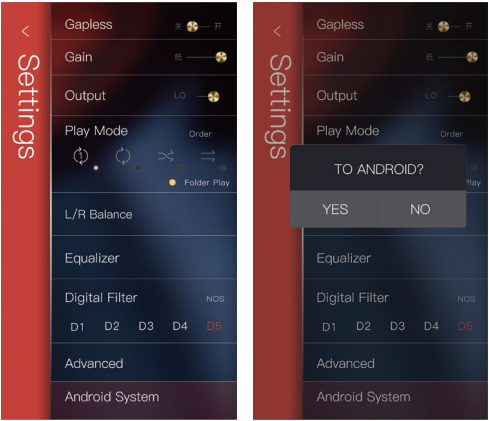 Settings
Gapless 关 开
Gain 低
Output LO
Play Mode Order
1
Folder Play
L/R Balance
Equalizer
Digital Filter NOS
D1 D2 D3 D4 D5
Advanced
Android System
Settings
Gapless 关 开
Gain 低
Output LO
Play Mode Order
TO ANDROID?
Play
YES NO
Equalizer
Digital Filter NOS
D1 D2 D3 D4 D5
Advanced
Android System